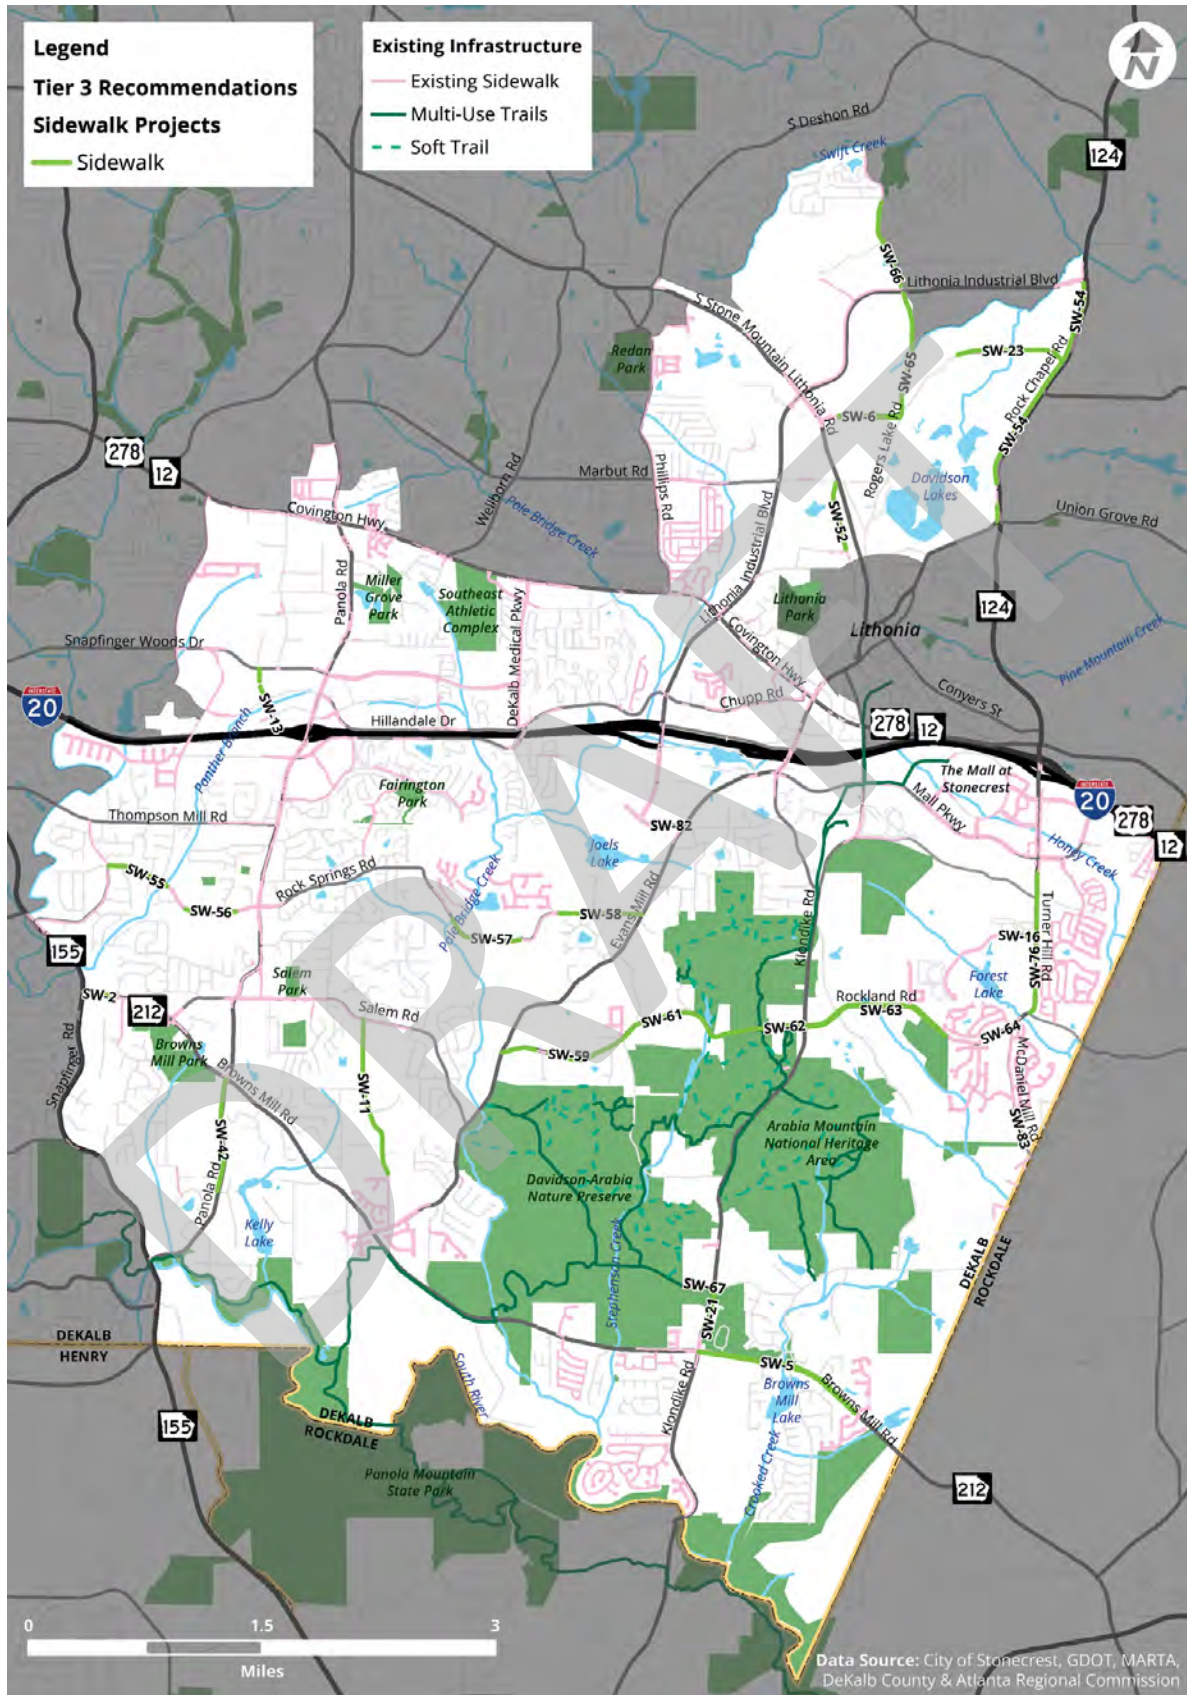 Legend
Tier 3 Recommendations
Sidewalk Projects
Sidewalk
Existing Infrastructure
Existing Sidewalk
Multi-Use Trails
Soft Trail
N
S Deshon Rd
Swift Creek
124
SW-66
Lithonia Industrial Blvd
SW-54
S Stone Mountain Lithonia Rd
Redan
Park
SW-65
SW-23
Rock Chapel Rd
SW-6
SW-54
Rogers Lake Rd
278
12
Marbut Rd
Phillips Rd
Wellborn Rd
Davidson
Lakes
Covington Hwy
Pole Bridge Creek
SW-52
Union Grove Rd
Lithonia Industrial Blvd
Panola Rd
Miller
Grove
Park
Southeast
Athletic
Complex
DeKalb Medical Pkwy
Lithonia
Park
124
Lithonia
Snapfinger Woods Dr
Covington Hwy
Pine Mountain Creek
INTERSTATE
20
SW-13
Chupp Rd
Conyers St
Hillandale Dr
278
12
Panther Branch
Fairington
Park
The Mall at
Stonecrest
INTERSTATE
20
Mall Pkwy
278
12
Thompson Mill Rd
SW-82
Joels
Lake
Honey Creek
SW-55
Rock Springs Rd
Pole Bridge Creek
Evans Mill Rd
Klondike Rd
Turner Hill Rd
SW-56
SW-58
SW-57
SW-16
SW-76
155
Salem
Park
Forest
Lake
SW-2
212
Salem Rd
Rockland Rd
SW-63
SW-61
SW-62
SW-64
Snapfinger Rd
Browns
Mill Park
SW-59
McDaniel Mill Rd
Browns Mill Rd
SW-11
SW-42
SW-83
Arabia Mountain
National Heritage
Area
Panola Rd
Davidson-Arabia
Nature Preserve
Kelly
Lake
Stephenson Creek
DEKALB
ROCKDALE
SW-67
SW-21
DEKALB
HENRY
SW-5
South River
Klondike Rd
Browns
Mill
Lake
Browns Mill Rd
DEKALB
ROCKDALE
155
Panola Mountain
State Park
Crooked Creek
212
DRAFT
0
1.5
3
Miles
Data Source: City of Stonecrest, GDOT, MARTA,
DeKalb County & Atlanta Regional Commission